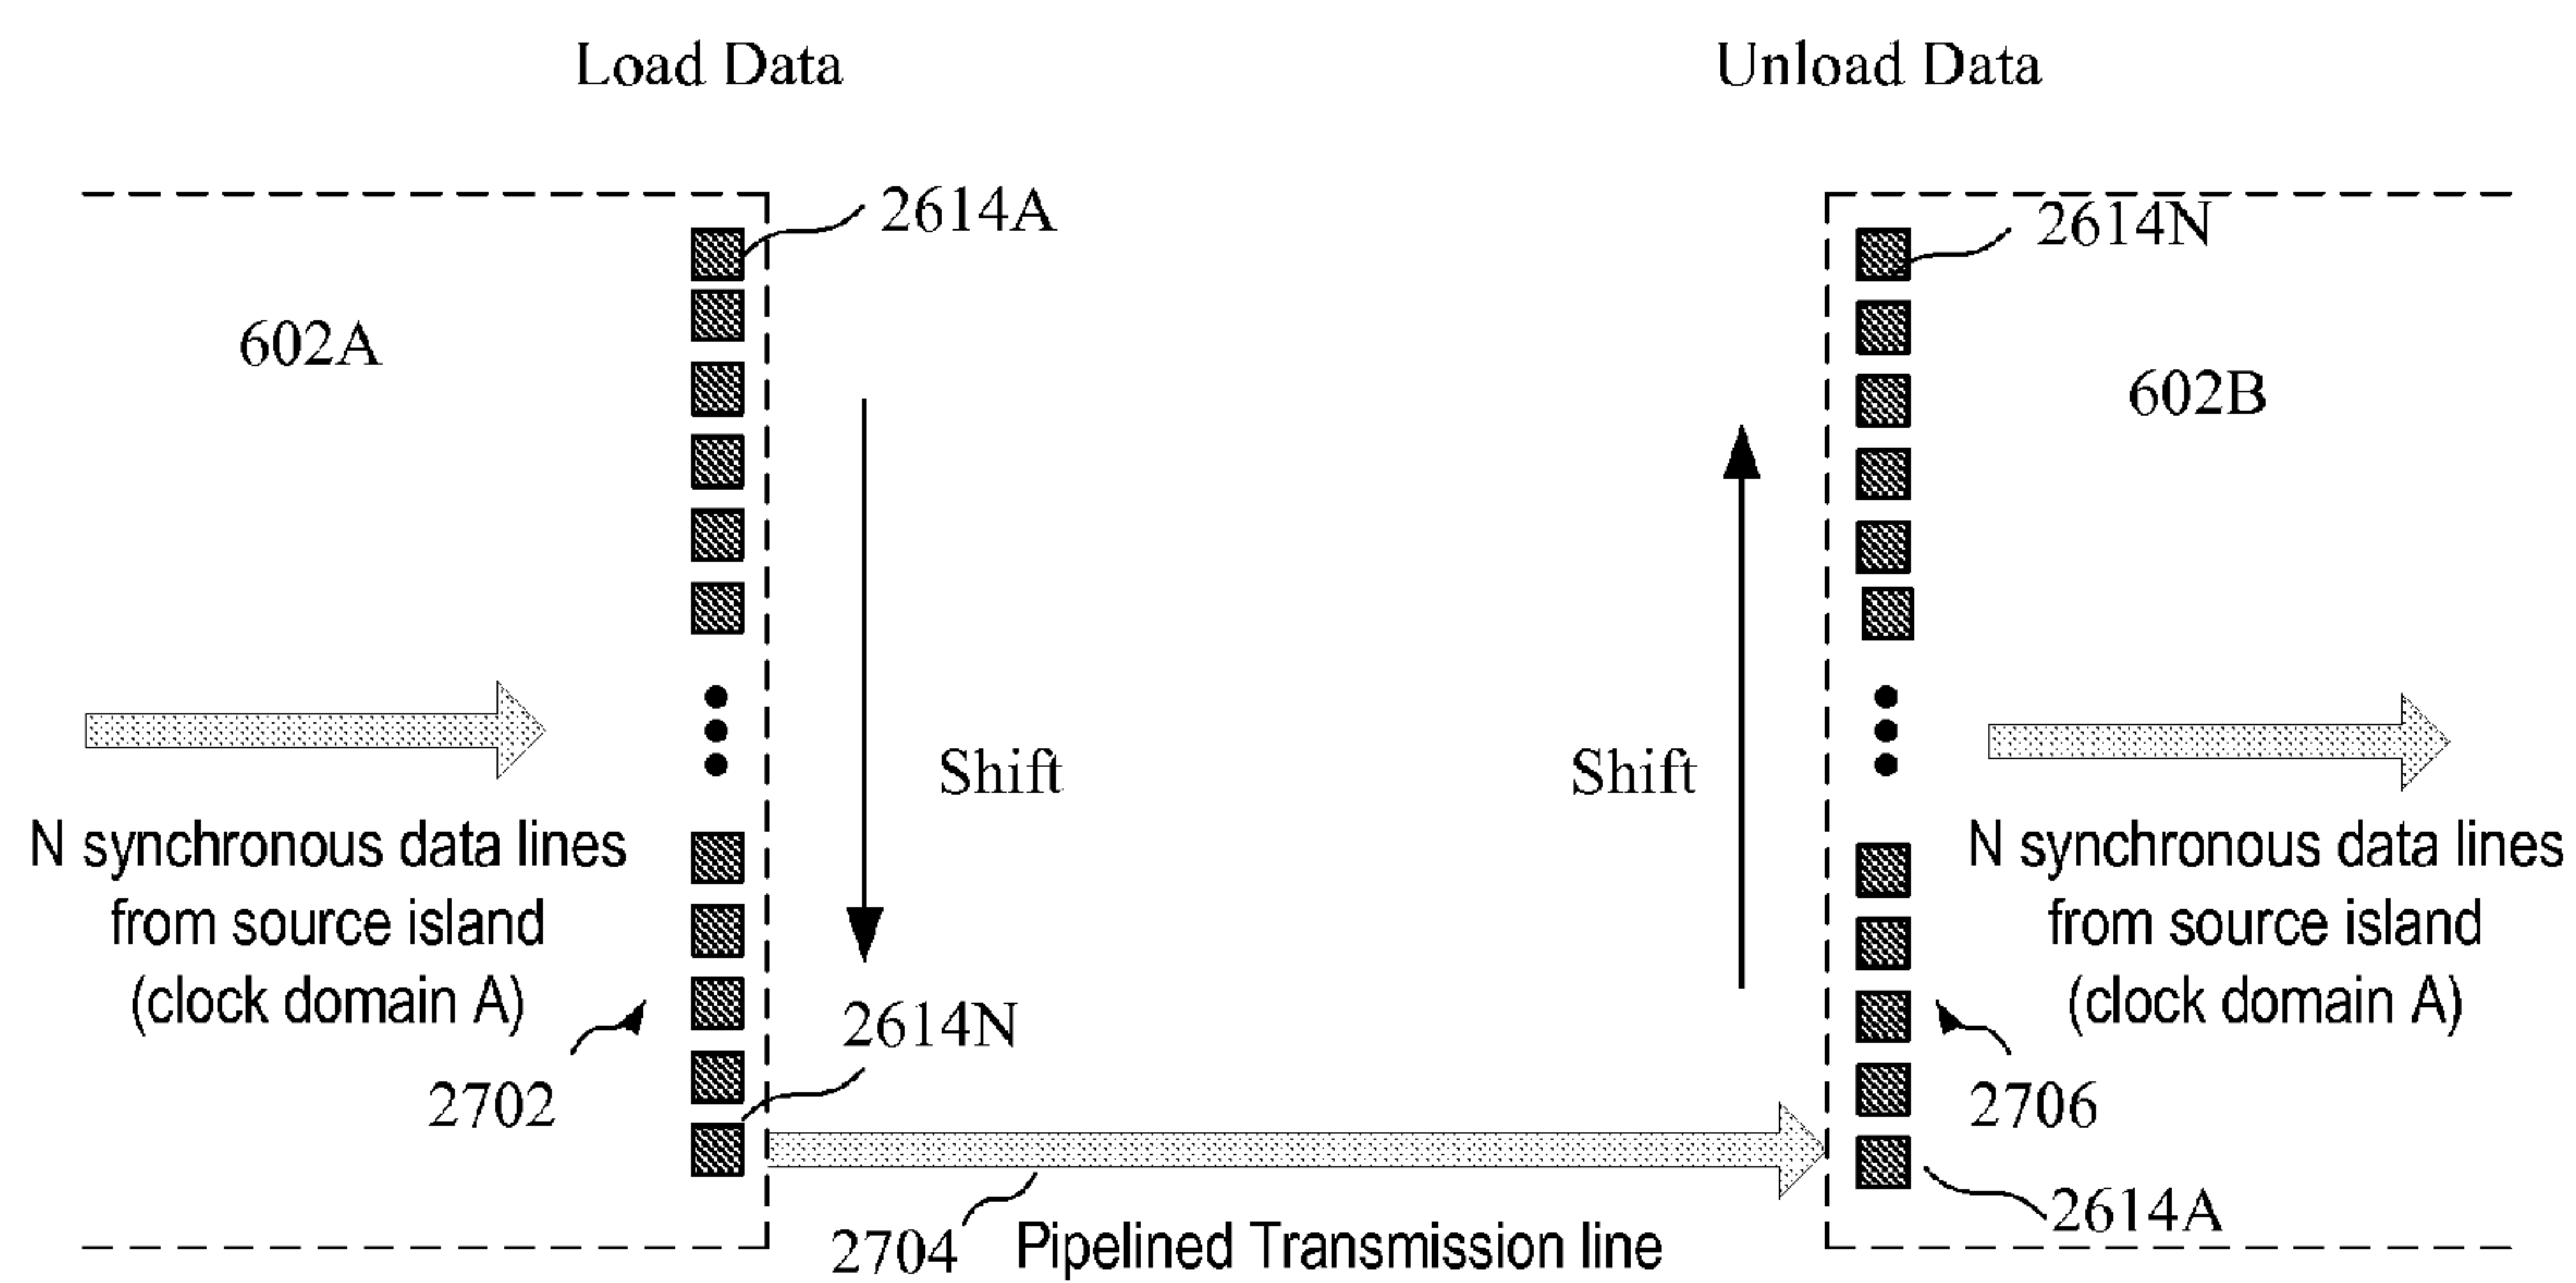 Load Data
Unload Data
2614A
2614N
602A
602B
Shift
Shift
N synchronous data lines
from source island
(clock domain A)
N synchronous data lines
from source island
(clock domain A)
2614N
2702
2706
2614A
2704
Pipelined Transmission line